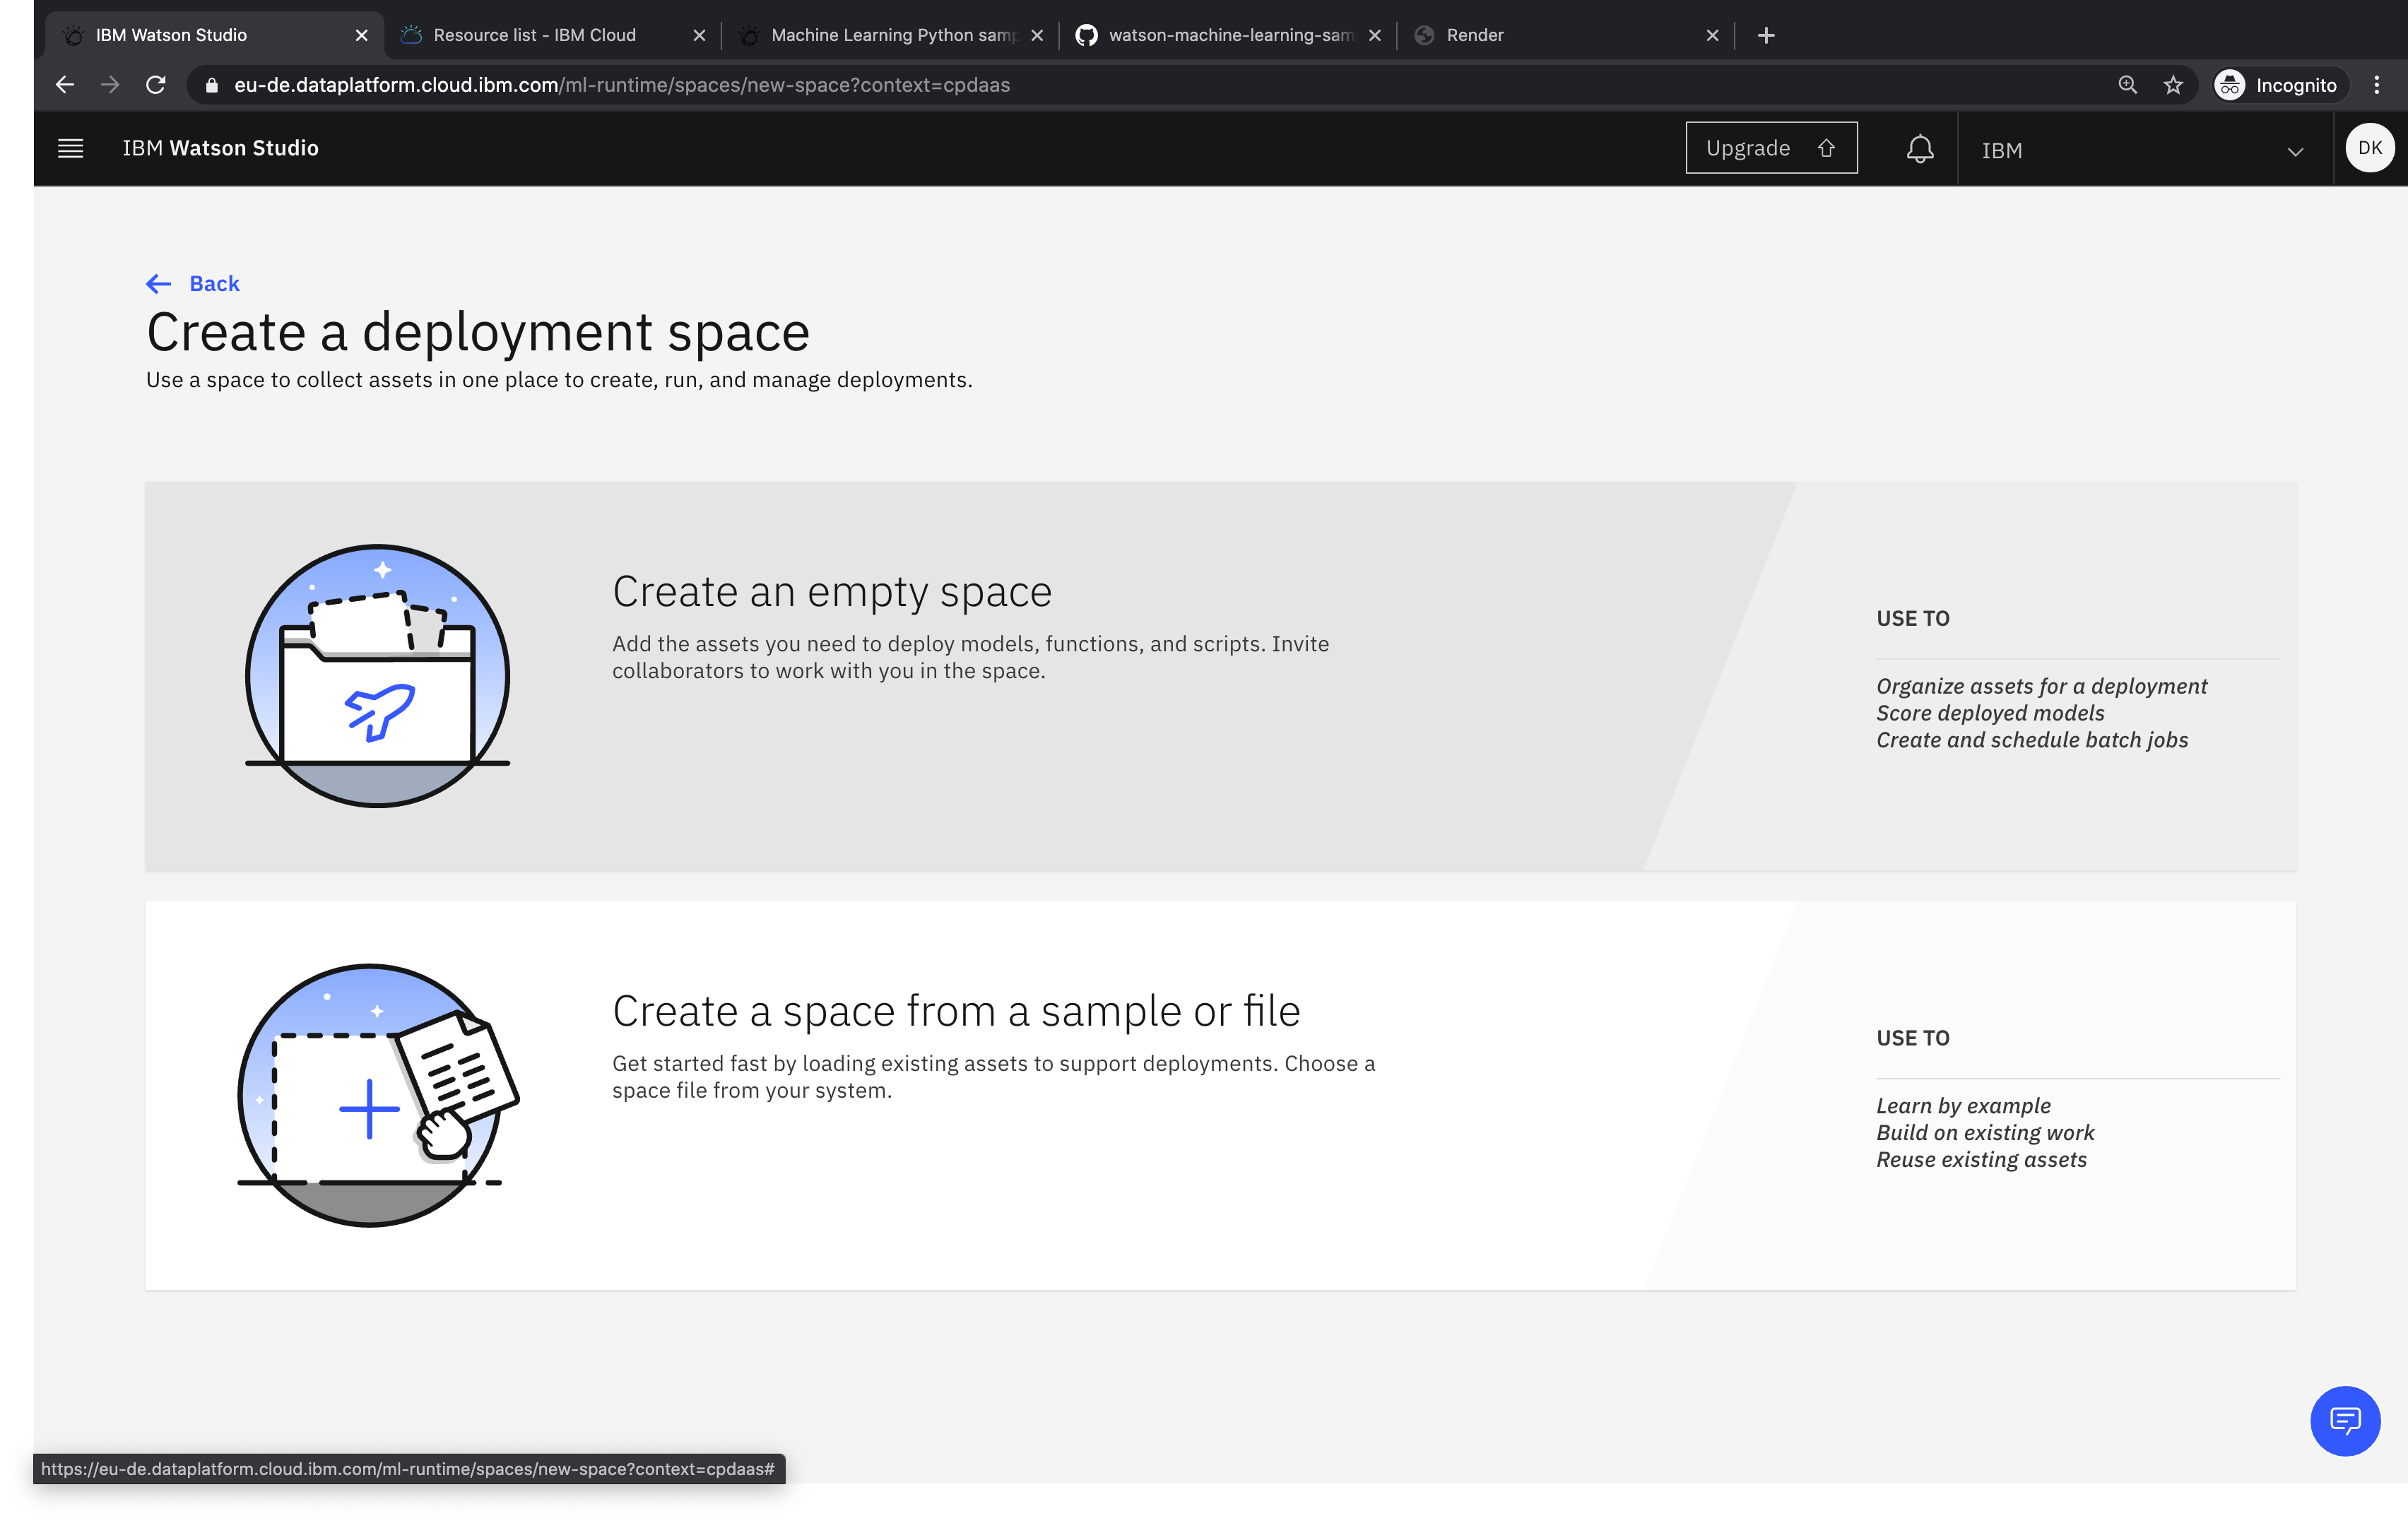 IBM Watson Studio
Resource list - IBM Cloud
Machine Learning Python samp
watson-machine-learning-sam
Render
eu-de.dataplatform.cloud.ibm.com/ml-runtime/spaces/new-space?context=cpdaas
Incognito
IBM Watson Studio
Upgrade
IBM
DK
Back
Create a deployment space
Use a space to collect assets in one place to create, run, and manage deployments.
Create an empty space
Add the assets you need to deploy models, functions, and scripts. Invite
collaborators to work with you in the space.
USE TO
Organize assets for a deployment
Score deployed models
Create and schedule batch jobs
Create a space from a sample or file
Get started fast by loading existing assets to support deployments. Choose a
space file from your system.
USE TO
Learn by example
Build on existing work
Reuse existing assets
https://eu-de.dataplatform.cloud.ibm.com/ml-runtime/spaces/new-space?context=cpdaas#